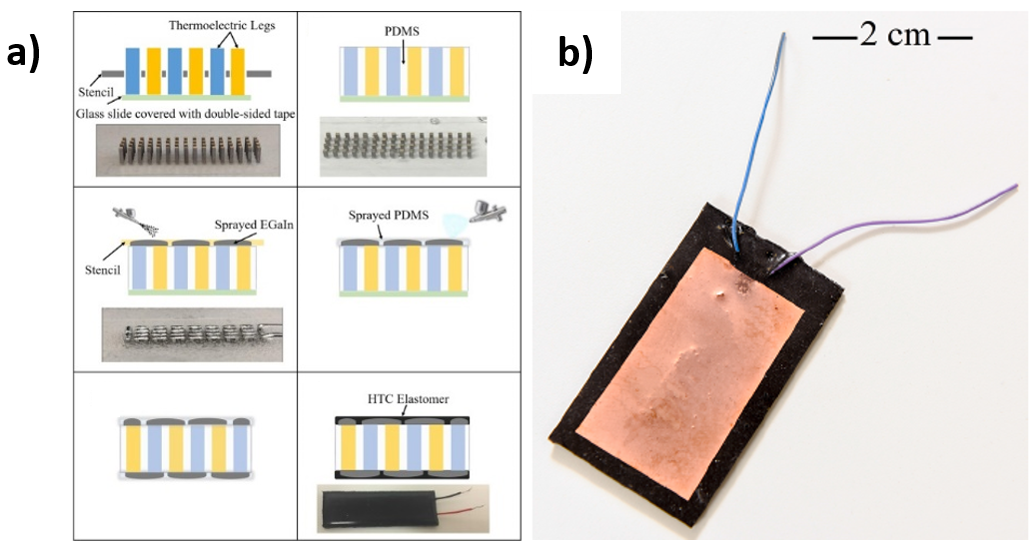 a)
Thermoelectric Legs
Stencil
Glass slide covered with double-sided tape
PDMS
Sprayed EGaIn
Stencil
Sprayed PDMS
HTC Elastomer
b)
2 cm